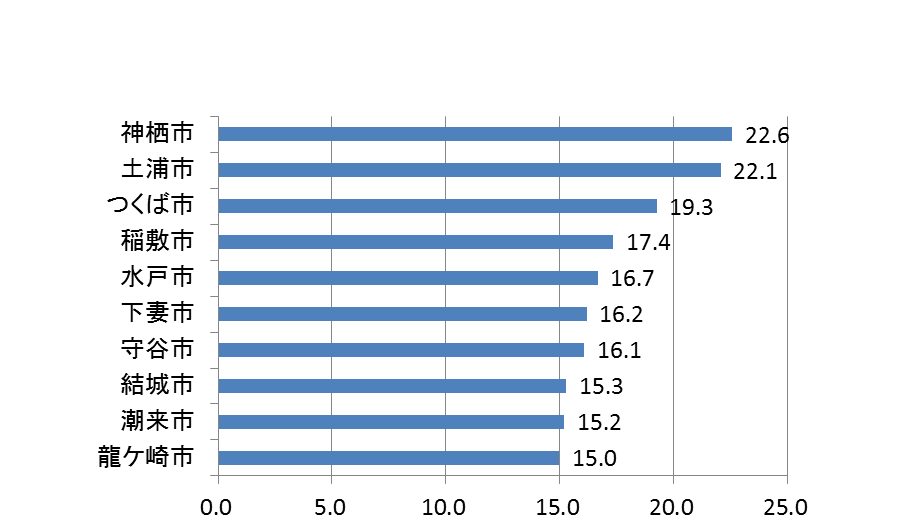 神栖市 22.6
土浦市 22.1
つくば市 19.3
稲敷市 17.4
水戸市 16.7
下妻市 16.2
守谷市 16.1
結城市 15.3
潮来市 15.2
龍ケ崎市 15.0
0.0 5.0 10.0 15.0 20.0 25.0